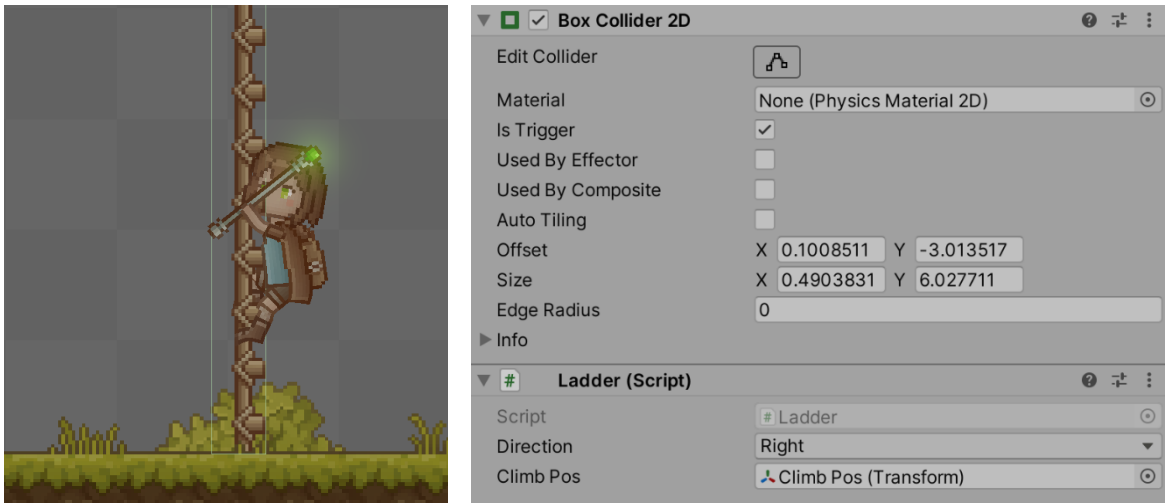 Box Collider 2D
Edit Collider
Material None (Physics Material 2D)
Is Trigger
Used By Effector
Used By Composite
Auto Tiling
Offset X 0.1008511 Y -3.013517
Size X 0.4903831 Y 6.027711
Edge Radius 0
Info
# Ladder (Script)
Script # Ladder
Direction Right
Climb Pos Climb Pos (Transform)